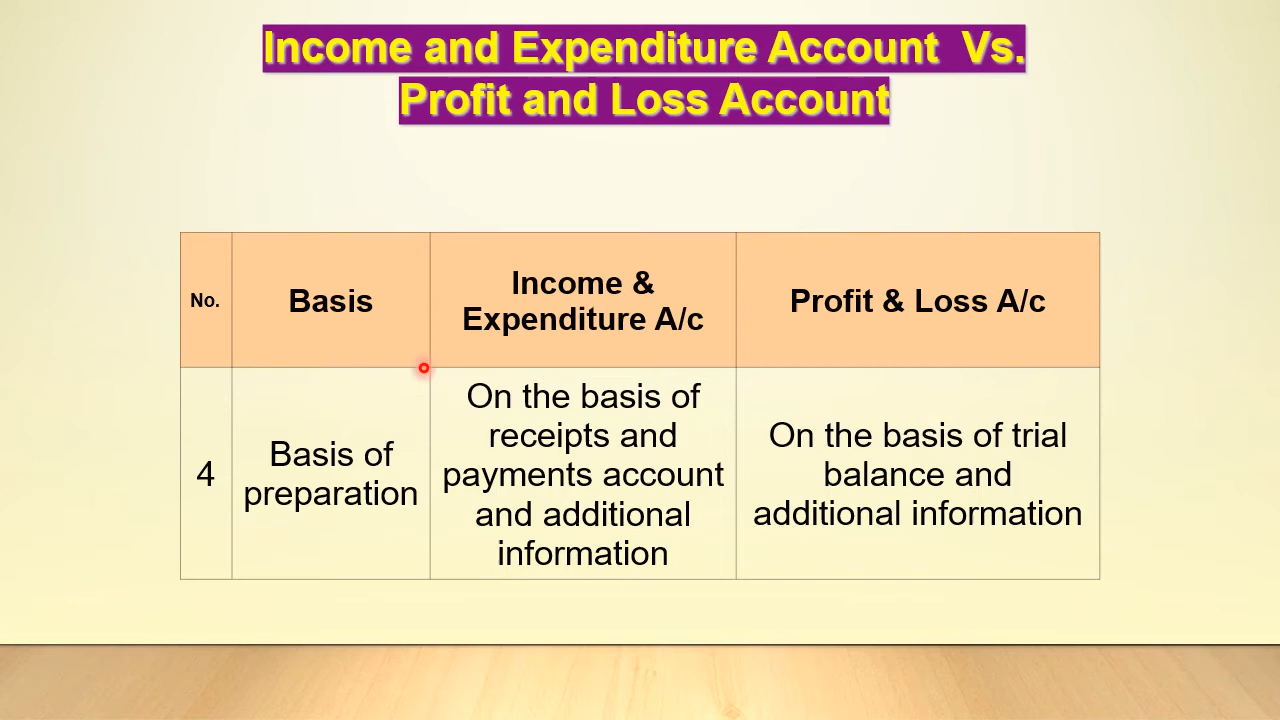 Income and Expenditure Account Vs.
Profit and Loss Account
No.
Basis
Income &
Expenditure A/c
Profit & Loss A/c
4
Basis of
preparation
On the basis of
receipts and
payments account
and additional
information
On the basis of trial
balance and
additional information